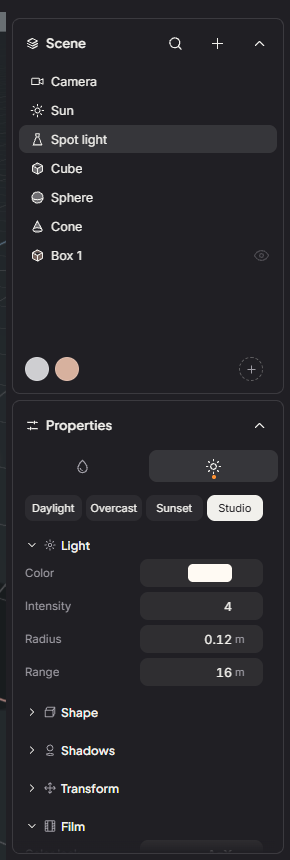 Scene
Camera
Sun
Spot light
Cube
Sphere
Cone
Box 1
Properties
Daylight Overcast Sunset Studio
Light
Color
Intensity 4
Radius 0.12 m
Range 16 m
Shape
Shadows
Transform
Film